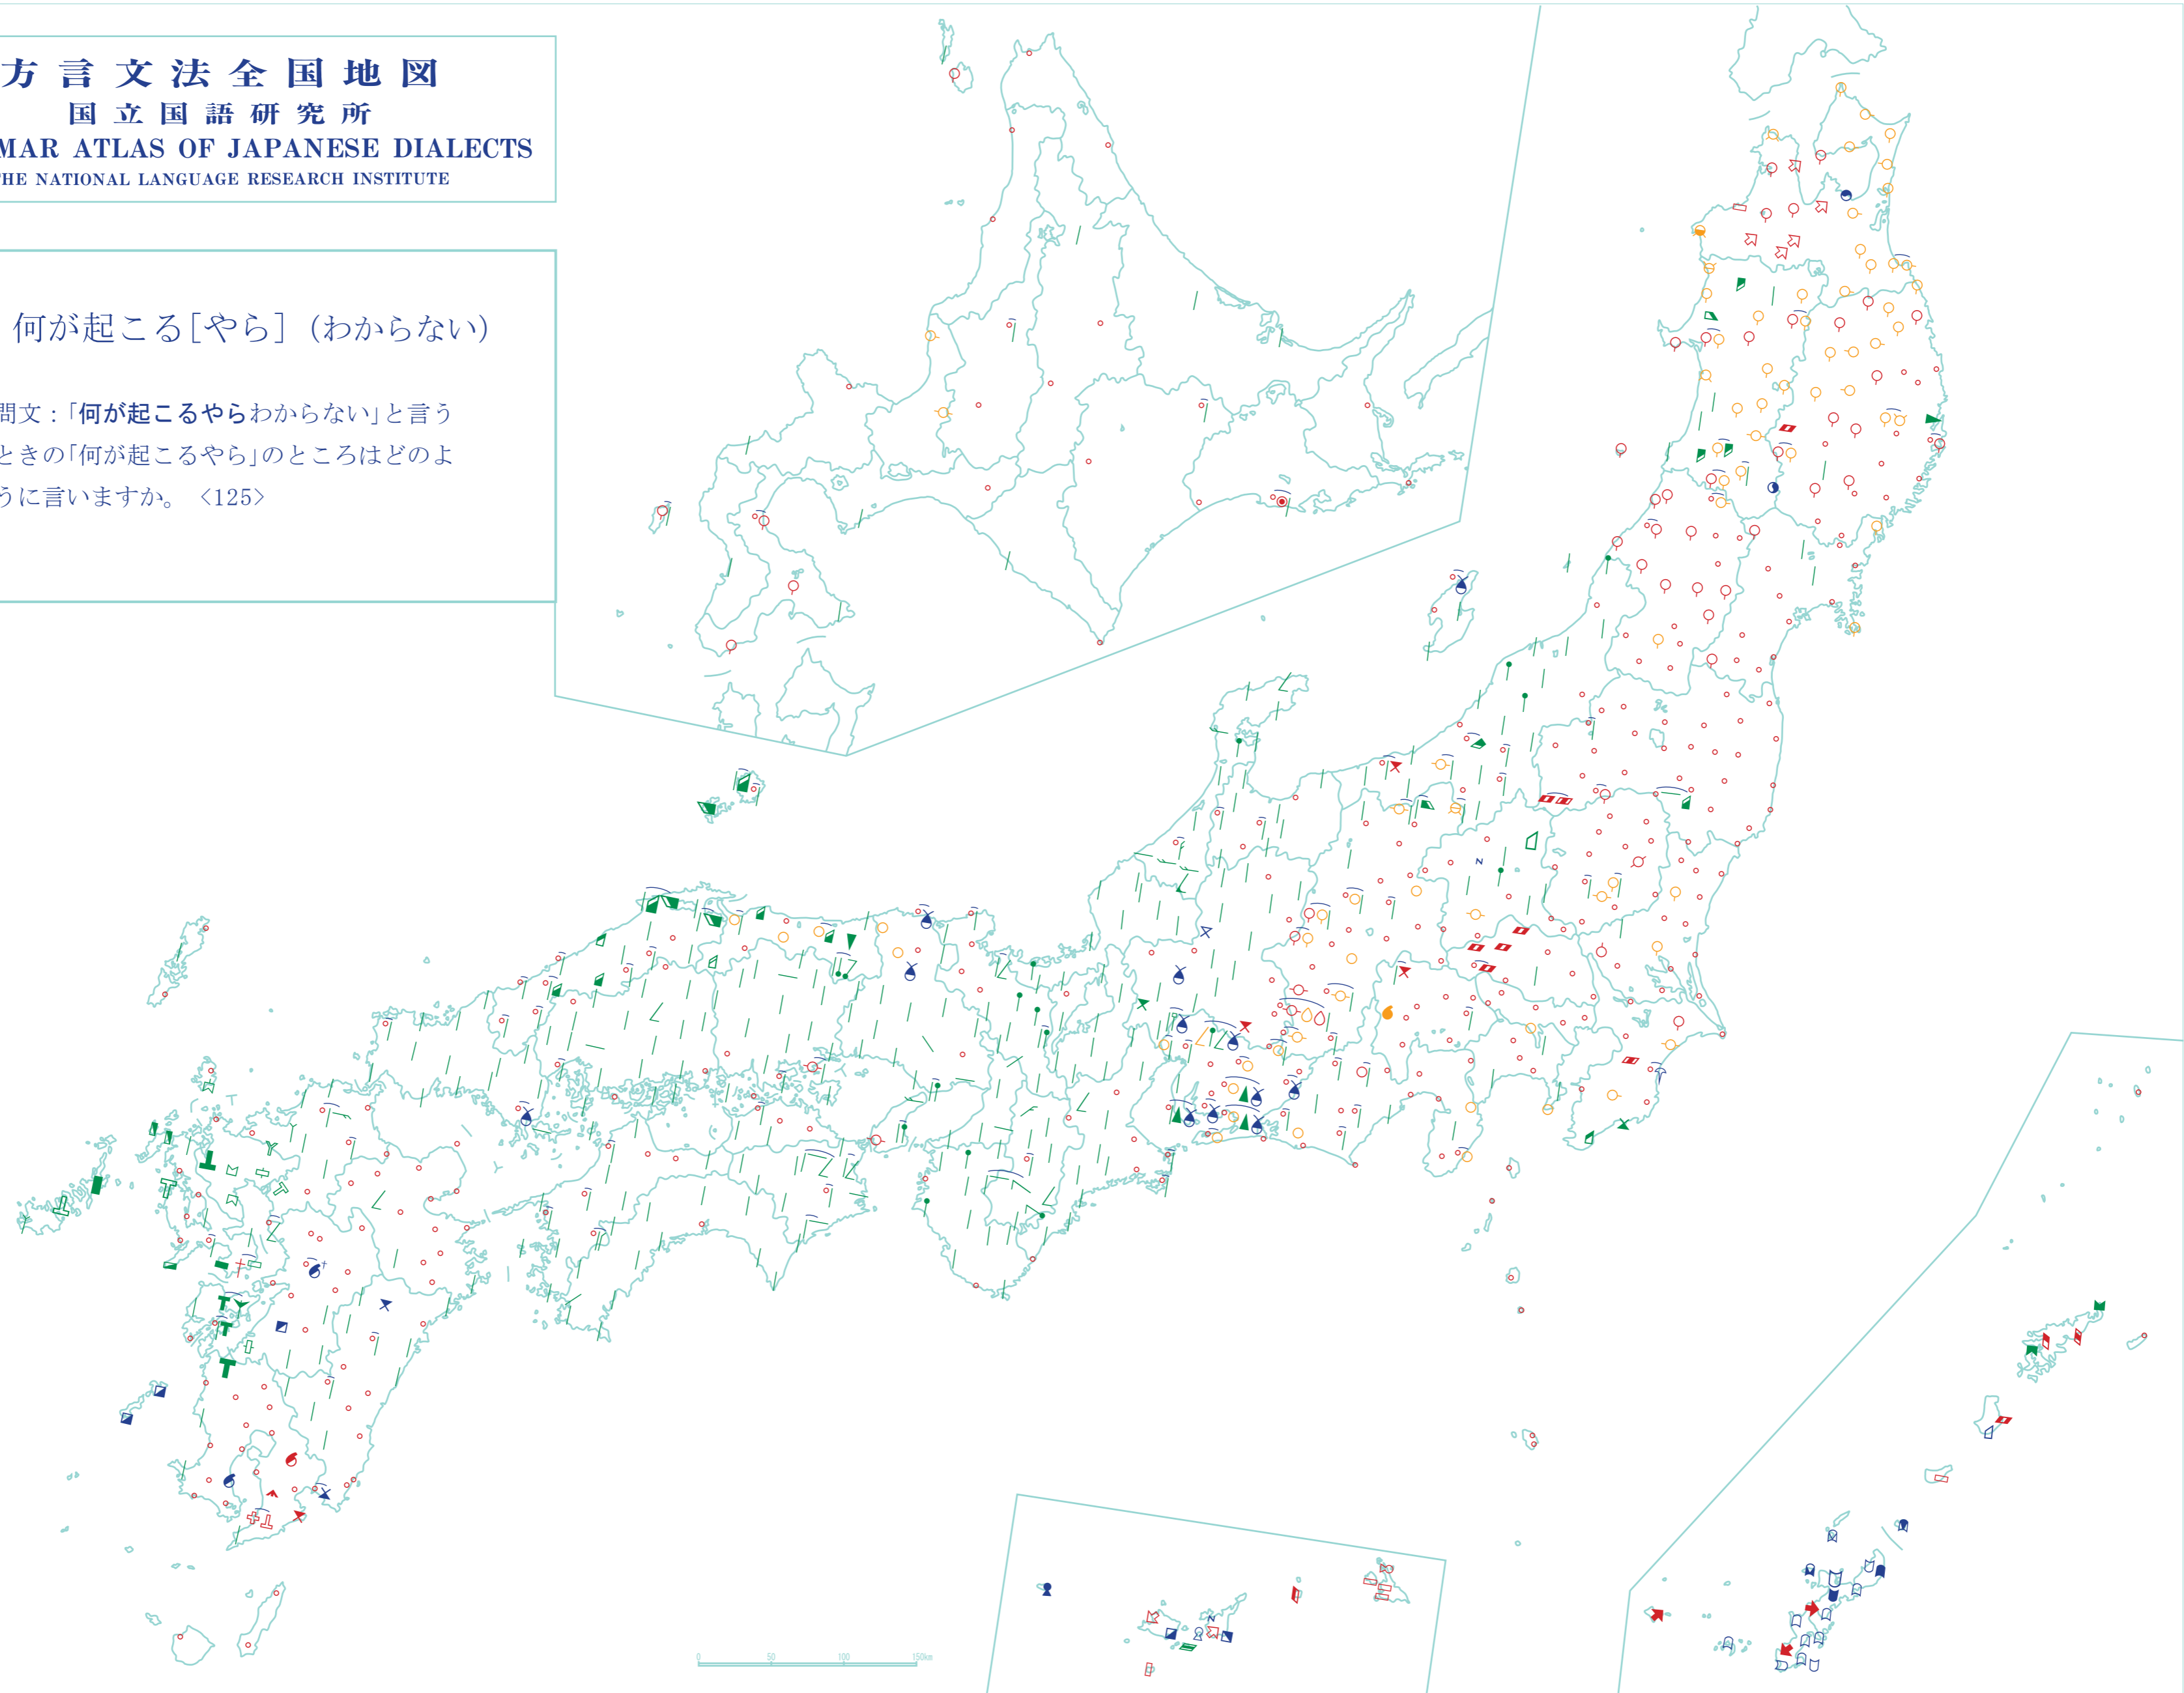 方言文法全国地図
国立国語研究所
MAR ATLAS OF JAPANESE DIALECTS
THE NATIONAL LANGUAGE RESEARCH INSTITUTE
何が起こる[やら](わからない)
問文:「何が起こるやらわからない」と言う
ときの「何が起こるやら」のところはどのよ
うに言いますか。 <125>
0 50 100 150km